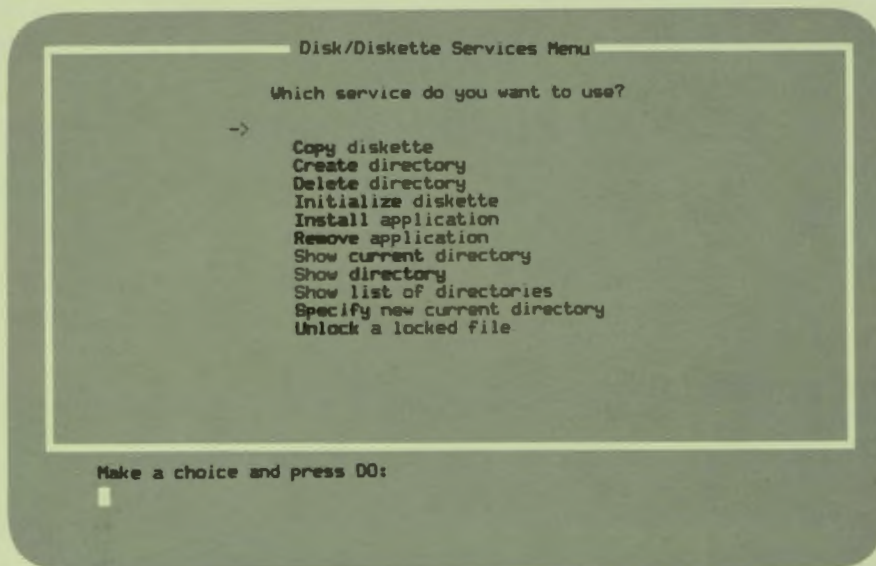 Disk/Diskette Services Menu
Which service do you want to use?
->
Copy diskette
Create directory
Delete directory
Initialize diskette
Install application
Remove application
Show current directory
Show directory
Show list of directories
Specify new current directory
Unlock a locked file
Make a choice and press DO: